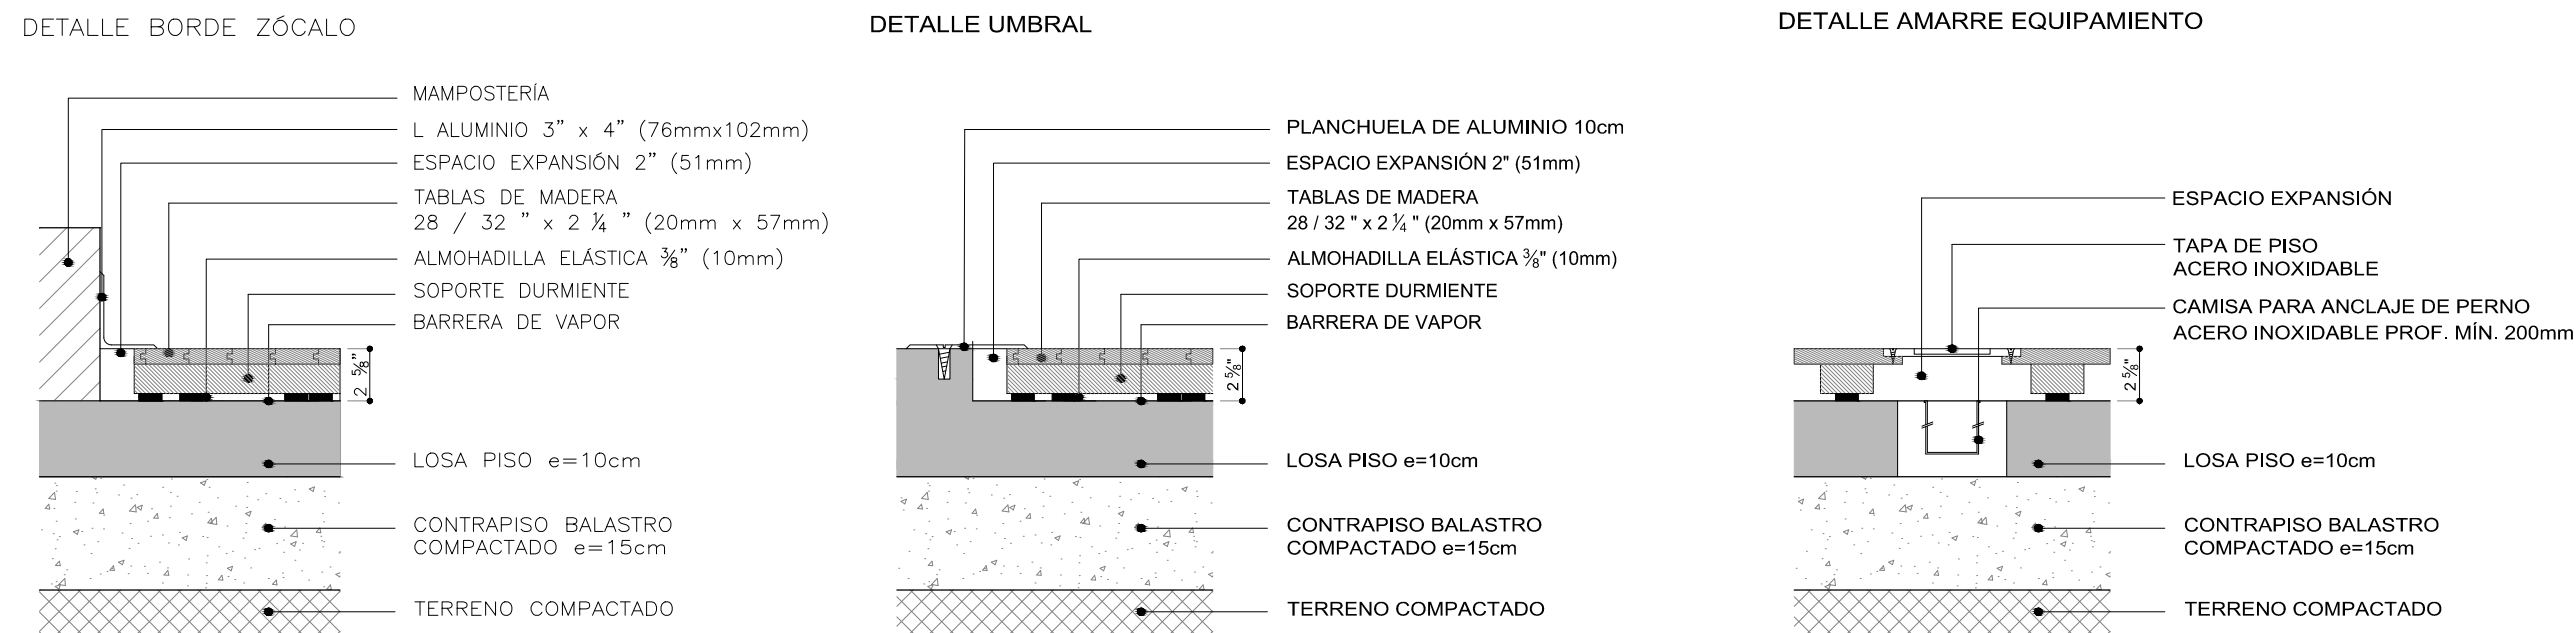 DETALLE BORDE ZÓCALO
MAMPOSTERÍA
L ALUMINIO 3” x 4” (76mmx102mm)
ESPACIO EXPANSIÓN 2” (51mm)
TABLAS DE MADERA
28 / 32 ” x 2 ¼ ” (20mm x 57mm)
ALMOHADILLA ELÁSTICA ⅜” (10mm)
SOPORTE DURMIENTE
BARRERA DE VAPOR
2 ⅝”
LOSA PISO e=10cm
CONTRAPISO BALASTRO
COMPACTADO e=15cm
TERRENO COMPACTADO
DETALLE UMBRAL
PLANCHUELA DE ALUMINIO 10cm
ESPACIO EXPANSIÓN 2" (51mm)
TABLAS DE MADERA
28 / 32 " x 2 ¼ " (20mm x 57mm)
ALMOHADILLA ELÁSTICA ⅜" (10mm)
SOPORTE DURMIENTE
BARRERA DE VAPOR
2 ⅝"
LOSA PISO e=10cm
CONTRAPISO BALASTRO
COMPACTADO e=15cm
TERRENO COMPACTADO
DETALLE AMARRE EQUIPAMIENTO
ESPACIO EXPANSIÓN
TAPA DE PISO
ACERO INOXIDABLE
CAMISA PARA ANCLAJE DE PERNO
ACERO INOXIDABLE PROF. MÍN. 200mm
2 ⅝"
LOSA PISO e=10cm
CONTRAPISO BALASTRO
COMPACTADO e=15cm
TERRENO COMPACTADO